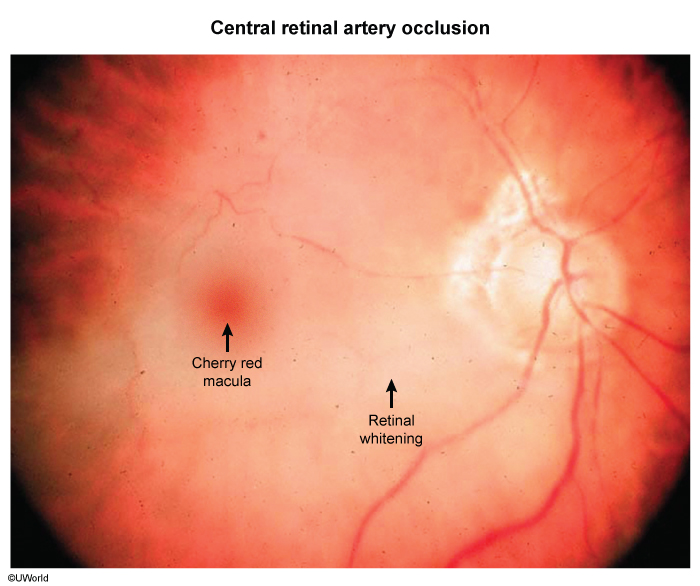 Central retinal artery occlusion
Cherry red
macula
Retinal
whitening
©UWorld